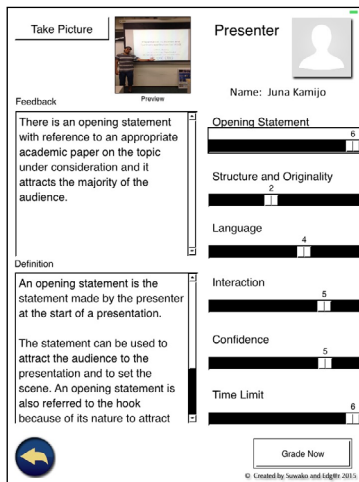 Take Picture
Presenter
Preview
Name: Juna Kamijo
Feedback
There is an opening statement
with reference to an appropriate
academic paper on the topic
under consideration and it
attracts the majority of the
audience.
Definition
An opening statement is the
statement made by the presenter
at the start of a presentation.
The statement can be used to
attract the audience to the
presentation and to set the
scene. An opening statement is
also referred to the hook
because of its nature to attract
Opening Statement
6
Structure and Originality
2
Language
4
Interaction
5
Confidence
5
Time Limit
6
Grade Now
© Created by Suwako and Edg@r 2015